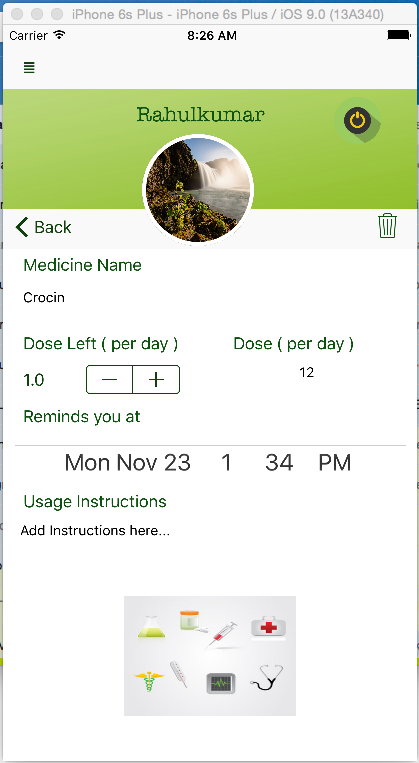 iPhone 6s Plus - iPhone 6s Plus / iOS 9.0 (13A340)
Carrier 8:26 AM
Rahulkumar
Back
Medicine Name
Crocin
Dose Left ( per day ) Dose ( per day )
1.0 12
Reminds you at
Mon Nov 23 1 34 PM
Usage Instructions
Add Instructions here...